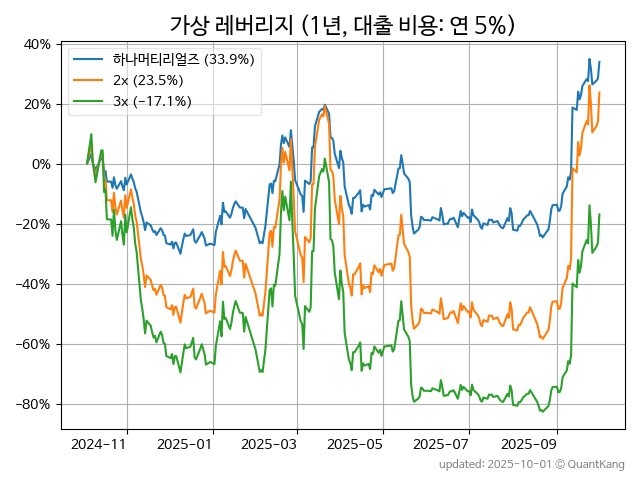 가상 레버리지 (1년, 대출 비용: 연 5%)
40%
20%
0%
−20%
−40%
−60%
−80%
하나머티리얼즈 (33.9%)
2x (23.5%)
3x (−17.1%)
2024-11
2025-01
2025-03
2025-05
2025-07
2025-09
updated: 2025-10-01 © QuantKang